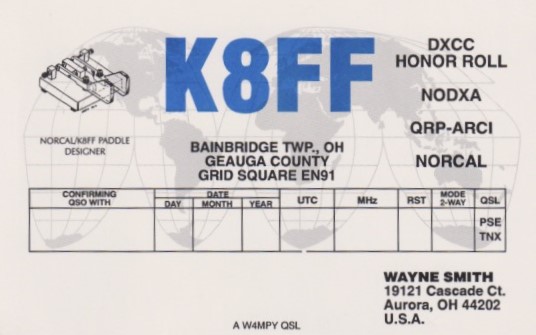 K8FF
DXCC
HONOR ROLL
NODXA
QRP-ARCI
NORCAL
NORCAL/K8FF PADDLE
DESIGNER
BAINBRIDGE TWP., OH
GEAUGA COUNTY
GRID SQUARE EN91
CONFIRMING
QSO WITH
DATE
DAY MONTH YEAR
UTC
MHz
RST
MODE
2-WAY
QSL
PSE
TNX
WAYNE SMITH
19121 Cascade Ct.
Aurora, OH 44202
U.S.A.
A W4MPY QSL